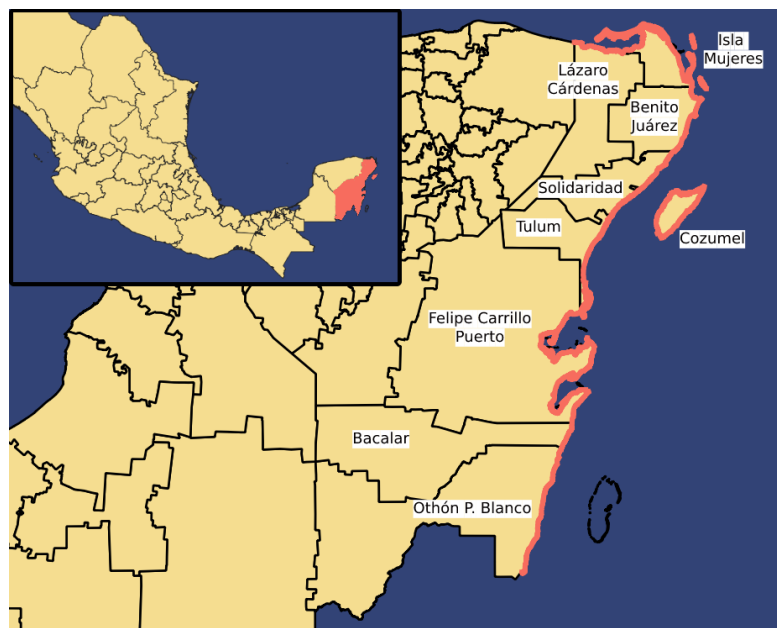 Isla
Mujeres
Lázaro
Cárdenas
Benito
Juárez
Solidaridad
Tulum
Cozumel
Felipe Carrillo
Puerto
Bacalar
Othón P. Blanco